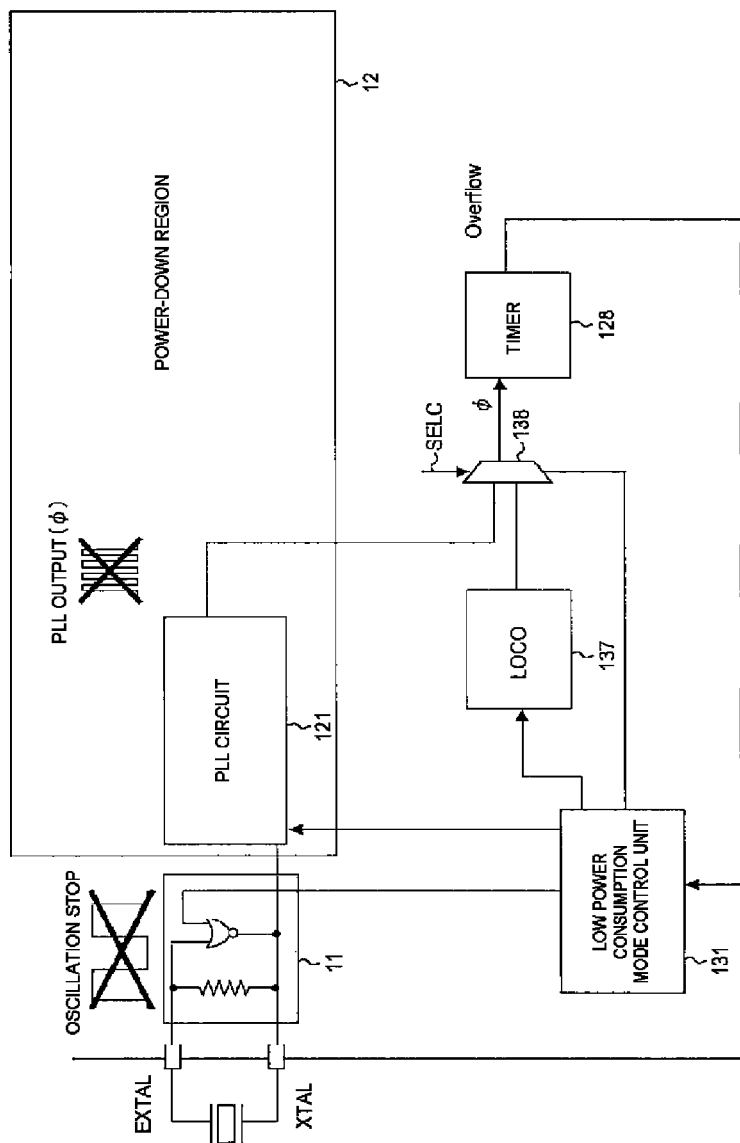 OSCILLATION STOP
PLL OUTPUT (ϕ)
EXTAL
XTAL
11
PLL CIRCUIT
121
POWER-DOWN REGION
12
LOW POWER
CONSUMPTION
MODE CONTROL UNIT
131
LOCO
137
SELC
138
ϕ
TIMER
128
Overflow